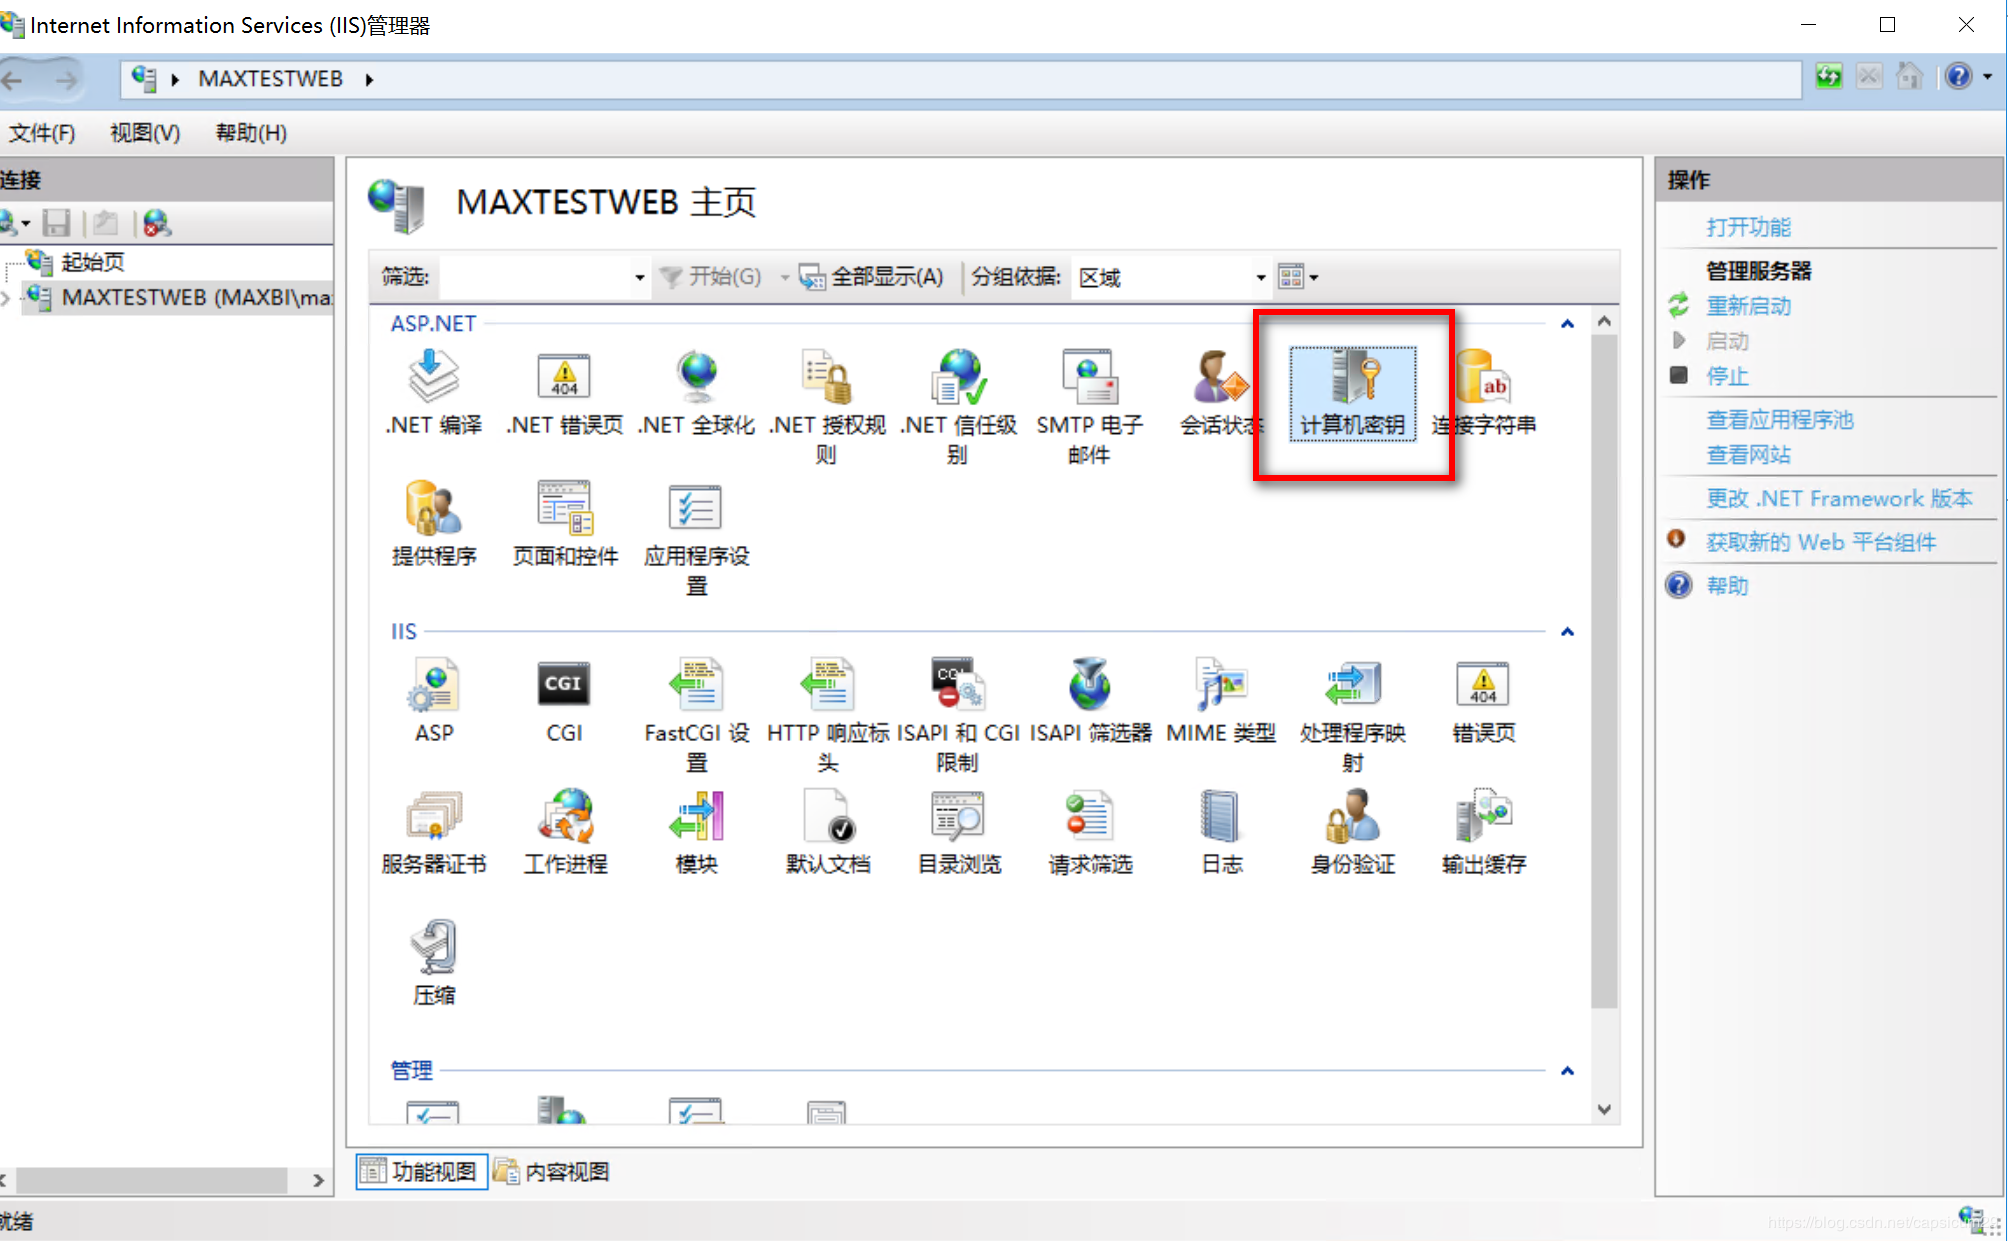 Internet Information Services (IIS)管理器
MAXTESTWEB
文件(F) 视图(V) 帮助(H)
连接
起始页
MAXTESTWEB (MAXBI\ma
MAXTESTWEB 主页
筛选: 开始(G) 全部显示(A) 分组依据: 区域
ASP.NET
.NET 编译
.NET 错误页
.NET 全球化
.NET 授权规
则
.NET 信任级
别
SMTP 电子
邮件
会话状态
计算机密钥
连接字符串
提供程序
页面和控件
应用程序设
置
IIS
ASP
CGI
FastCGI 设
置
HTTP 响应标
头
ISAPI 和 CGI
限制
ISAPI 筛选器
MIME 类型
处理程序映
射
错误页
服务器证书
工作进程
模块
默认文档
目录浏览
请求筛选
日志
身份验证
输出缓存
压缩
管理
功能视图 内容视图
操作
打开功能
管理服务器
重新启动
启动
停止
查看应用程序池
查看网站
更改 .NET Framework 版本
获取新的 Web 平台组件
帮助
就绪